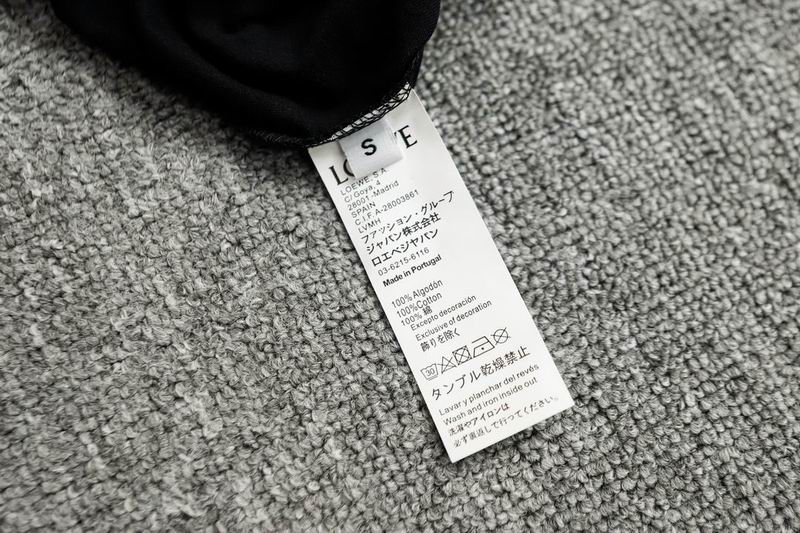 S
LOEWE
LOEWE, S.A.
C/ Goya, 4
28001-Madrid
SPAIN
C.I.F. A-28003861
LVMH
ファッション・グループ
ジャパン株式会社
ロエベジャパン
03-6215-6116
Made in Portugal
100% Algodón
100%Cotton
100% 綿
Excepto decoración
Exclusive of decoration
飾りを除く
30
タンブル乾燥禁止
Lavar y planchar del revés
Wash and iron inside out
洗濯やアイロンは
必ず裏返しで行ってください。